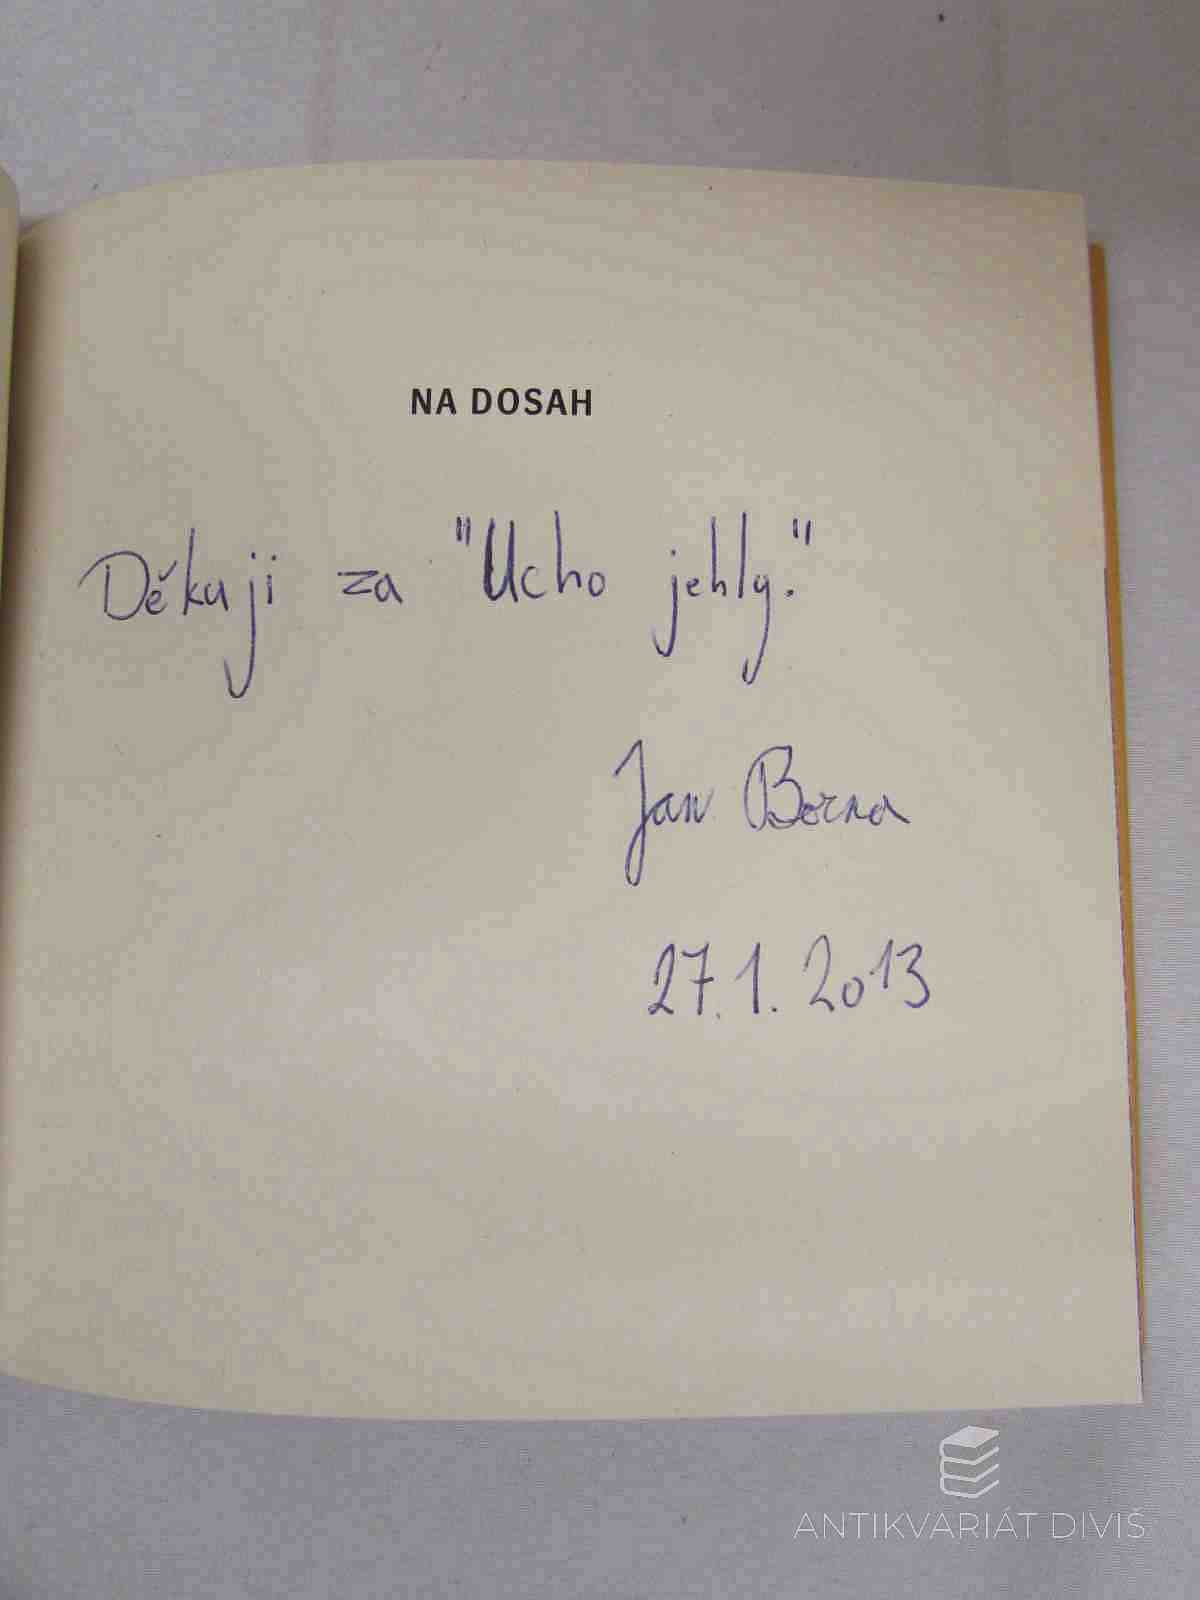 NA DOSAH
Děkuji za "Ucho jehly."
Jan Borna
27.1.2013
ANTIKVARIÁT DIVIŠ